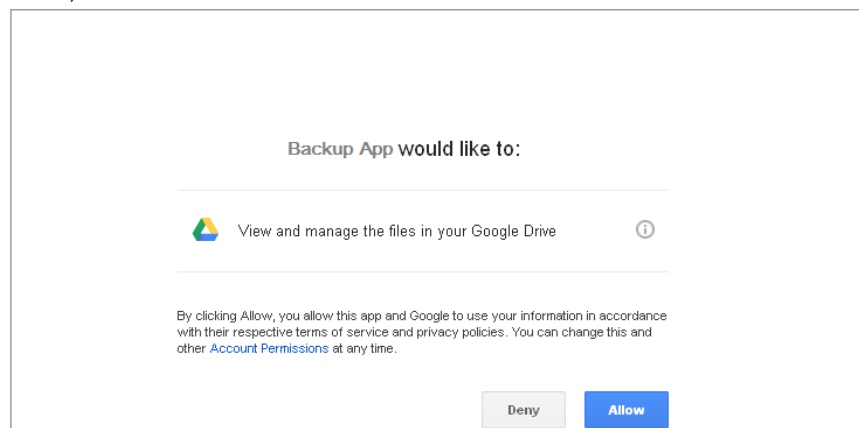 Backup App would like to:
View and manage the files in your Google Drive
By clicking Allow, you allow this app and Google to use your information in accordance
with their respective terms of service and privacy policies. You can change this and
other Account Permissions at any time.
Deny
Allow